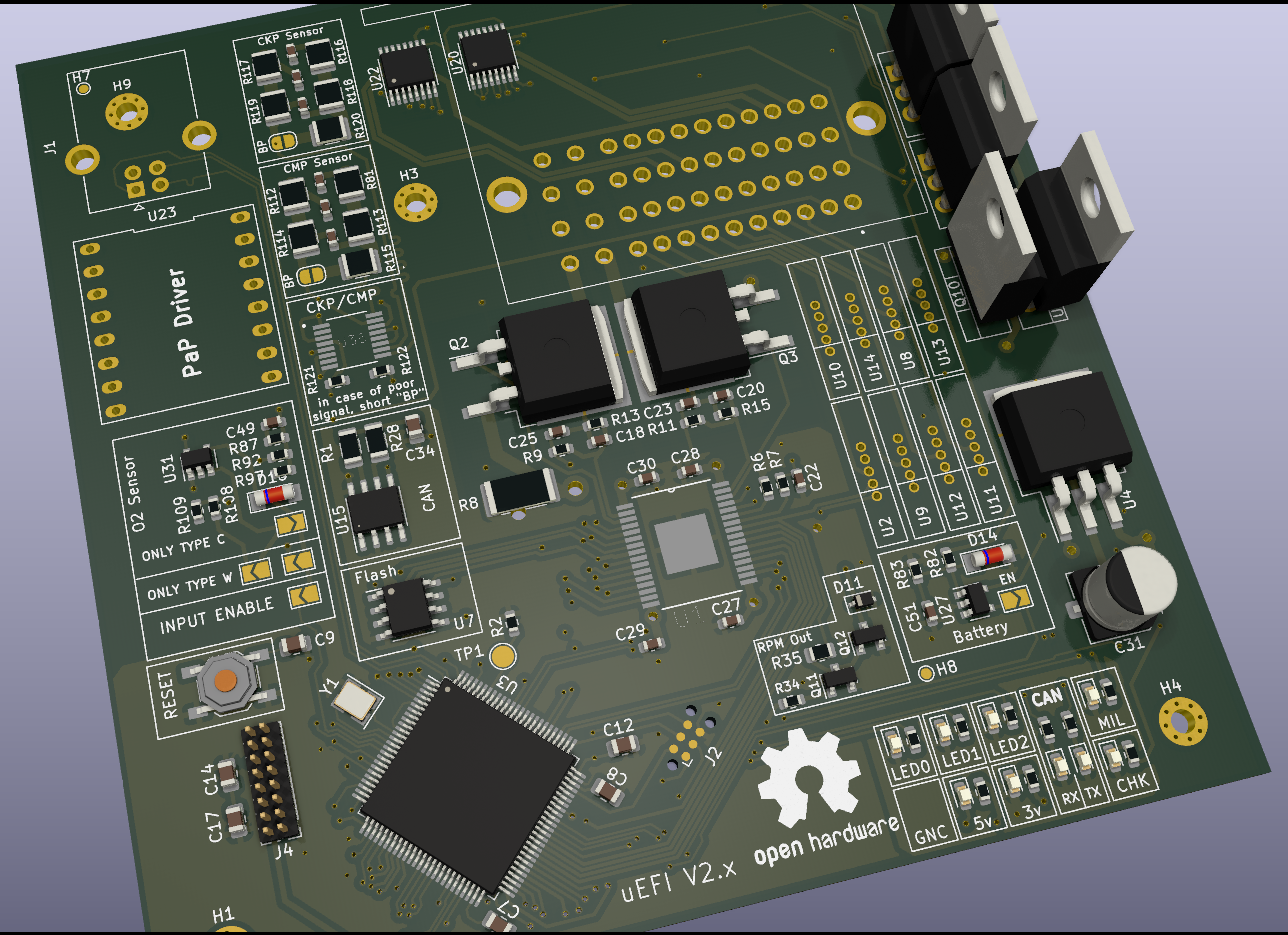 CKP Sensor
R117
R116
R119
R118
R120
BP
U22
U20
H7
H9
J1
U23
CMP Sensor
R112
R81
R114
R113
R115
BP
H3
PaP Driver
CKP/CMP
R121
R122
in case of poor
signal, short "BP"
Q2
Q3
Q10
U10
U14
U8
U13
C49
R87
R92
U31
O2 Sensor
R109
R108
ONLY TYPE C
ONLY TYPE W
INPUT ENABLE
R1
R28
C34
U15
CAN
C25
R9
R13
C18
C23
R11
C20
R15
R8
C30
C28
R6
R7
C22
U2
U9
U12
U11
U4
Flash
U7
R2
TP1
U3
C29
C27
D11
RPM Out
R35
Q12
R34
Q11
R83
R82
D14
C51
U27
EN
Battery
C31
H8
H4
RESET
C9
Y1
C14
C17
J4
C12
C8
J2
LED0
LED1
LED2
CAN
MIL
GNC
5v
3v
RX
TX
CHK
open hardware
uEFI V2.x
C7
H1